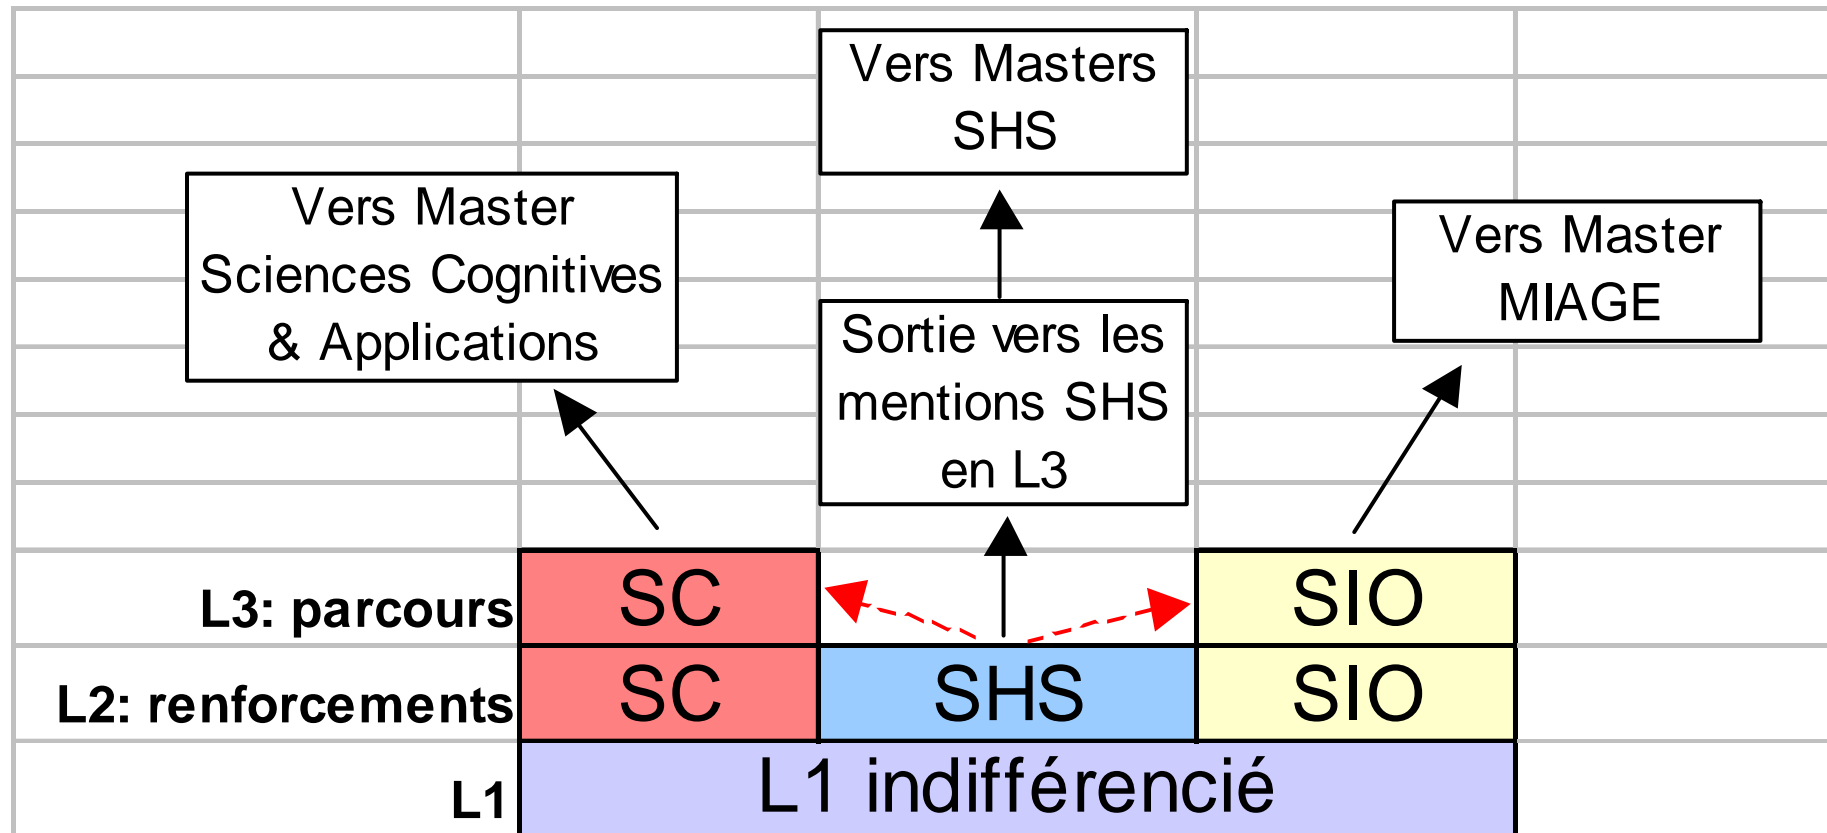 Vers Masters
SHS
Vers Master
Sciences Cognitives
& Applications
Vers Master
MIAGE
Sortie vers les
mentions SHS
en L3
L3: parcours SC SIO
L2: renforcements SC SHS SIO
L1 L1 indifférencié